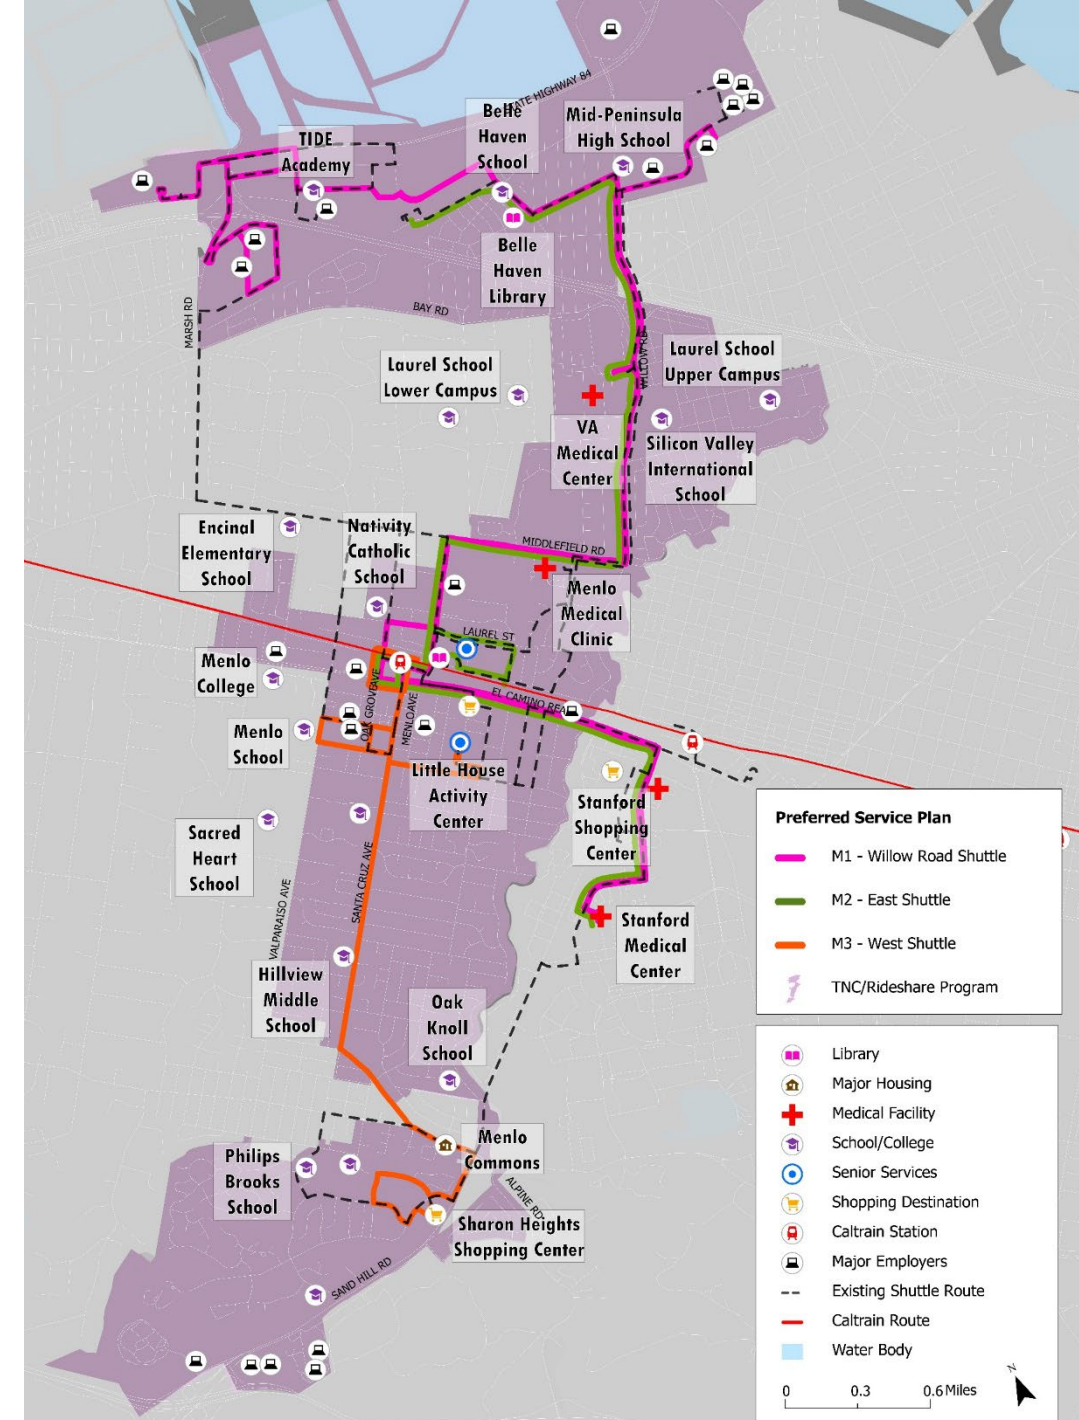 STATE HIGHWAY 84
Belle
Haven
School
Mid-Peninsula
High School
TIDE
Academy
Belle
Haven
Library
BAY RD
MARSH RD
WILLOW RD
Laurel School
Lower Campus
Laurel School
Upper Campus
VA
Medical
Center
Silicon Valley
International
School
Encinal
Elementary
School
Nativity
Catholic
School
MIDDLEFIELD RD
Menlo
Medical
Clinic
LAUREL ST
Menlo
College
OAK GROVE AVE
MENLO AVE
EL CAMINO REAL
Menlo
School
Little House
Activity
Center
Stanford
Shopping
Center
Sacred
Heart
School
SANTA CRUZ AVE
VALPARAISO AVE
Stanford
Medical
Center
Hillview
Middle
School
Oak
Knoll
School
Menlo
Commons
Philips
Brooks
School
ALPINE RD
Sharon Heights
Shopping Center
SAND HILL RD
Preferred Service Plan
M1 - Willow Road Shuttle
M2 - East Shuttle
M3 - West Shuttle
TNC/Rideshare Program
Library
Major Housing
Medical Facility
School/College
Senior Services
Shopping Destination
Caltrain Station
Major Employers
Existing Shuttle Route
Caltrain Route
Water Body
N
0 0.3 0.6 Miles